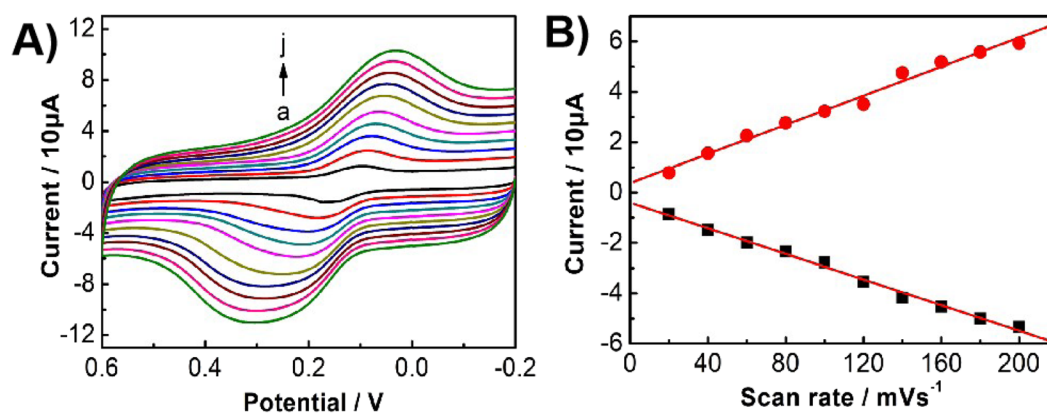 A)
12
8
4
0
-4
-8
-12
0.6 0.4 0.2 0.0 -0.2
Current / 10µA
Potential / V
j
a
B)
6
4
2
0
-2
-4
-6
0 40 80 120 160 200
Current / 10µA
Scan rate / mVs⁻¹